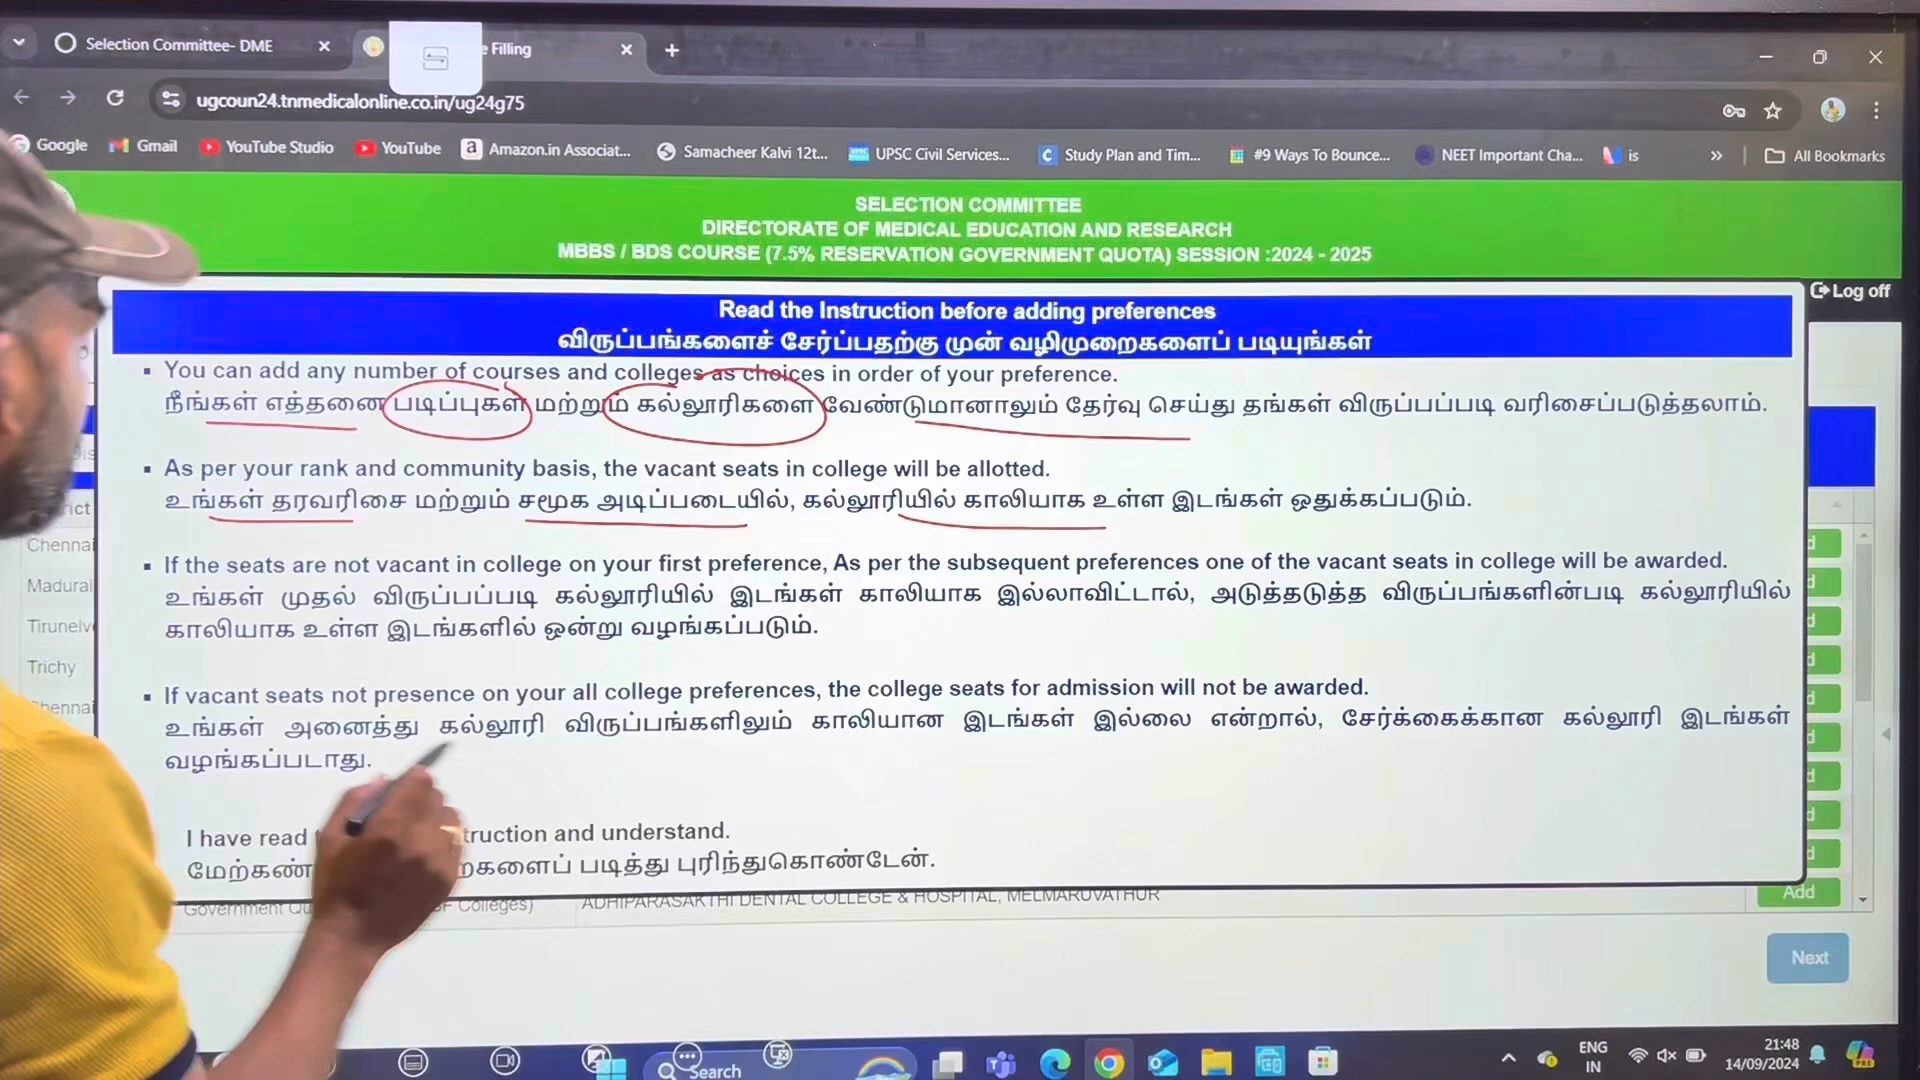 Selection Committee- DME
Filling
ugcoun24.tnmedicalonline.co.in/ug24g75
Google Gmail YouTube Studio YouTube Amazon.in Associat... Samacheer Kalvi 12t... UPSC Civil Services... Study Plan and Tim... #9 Ways To Bounce... NEET Important Cha... is » All Bookmarks
SELECTION COMMITTEE
DIRECTORATE OF MEDICAL EDUCATION AND RESEARCH
MBBS / BDS COURSE (7.5% RESERVATION GOVERNMENT QUOTA) SESSION :2024 - 2025
Log off
Read the Instruction before adding preferences
விருப்பங்களைச் சேர்ப்பதற்கு முன் வழிமுறைகளைப் படியுங்கள்
▪ You can add any number of courses and colleges as choices in order of your preference.
நீங்கள் எத்தனை படிப்புகள் மற்றும் கல்லூரிகளை வேண்டுமானாலும் தேர்வு செய்து தங்கள் விருப்பப்படி வரிசைப்படுத்தலாம்.
▪ As per your rank and community basis, the vacant seats in college will be allotted.
உங்கள் தரவரிசை மற்றும் சமூக அடிப்படையில், கல்லூரியில் காலியாக உள்ள இடங்கள் ஒதுக்கப்படும்.
▪ If the seats are not vacant in college on your first preference, As per the subsequent preferences one of the vacant seats in college will be awarded.
உங்கள் முதல் விருப்பப்படி கல்லூரியில் இடங்கள் காலியாக இல்லாவிட்டால், அடுத்தடுத்த விருப்பங்களின்படி கல்லூரியில்
காலியாக உள்ள இடங்களில் ஒன்று வழங்கப்படும்.
▪ If vacant seats not presence on your all college preferences, the college seats for admission will not be awarded.
உங்கள் அனைத்து கல்லூரி விருப்பங்களிலும் காலியான இடங்கள் இல்லை என்றால், சேர்க்கைக்கான கல்லூரி இடங்கள்
வழங்கப்படாது.
I have read truction and understand.
மேற்கண் றகளைப் படித்து புரிந்துகொண்டேன்.
Chennai
Madurai
Tirunelv
Trichy
Chennai
Government Qu F Colleges) ADHIPARASAKTHI DENTAL COLLEGE & HOSPITAL, MELMARUVATHUR Add
Next
Search
ENG
IN
21:48
14/09/2024